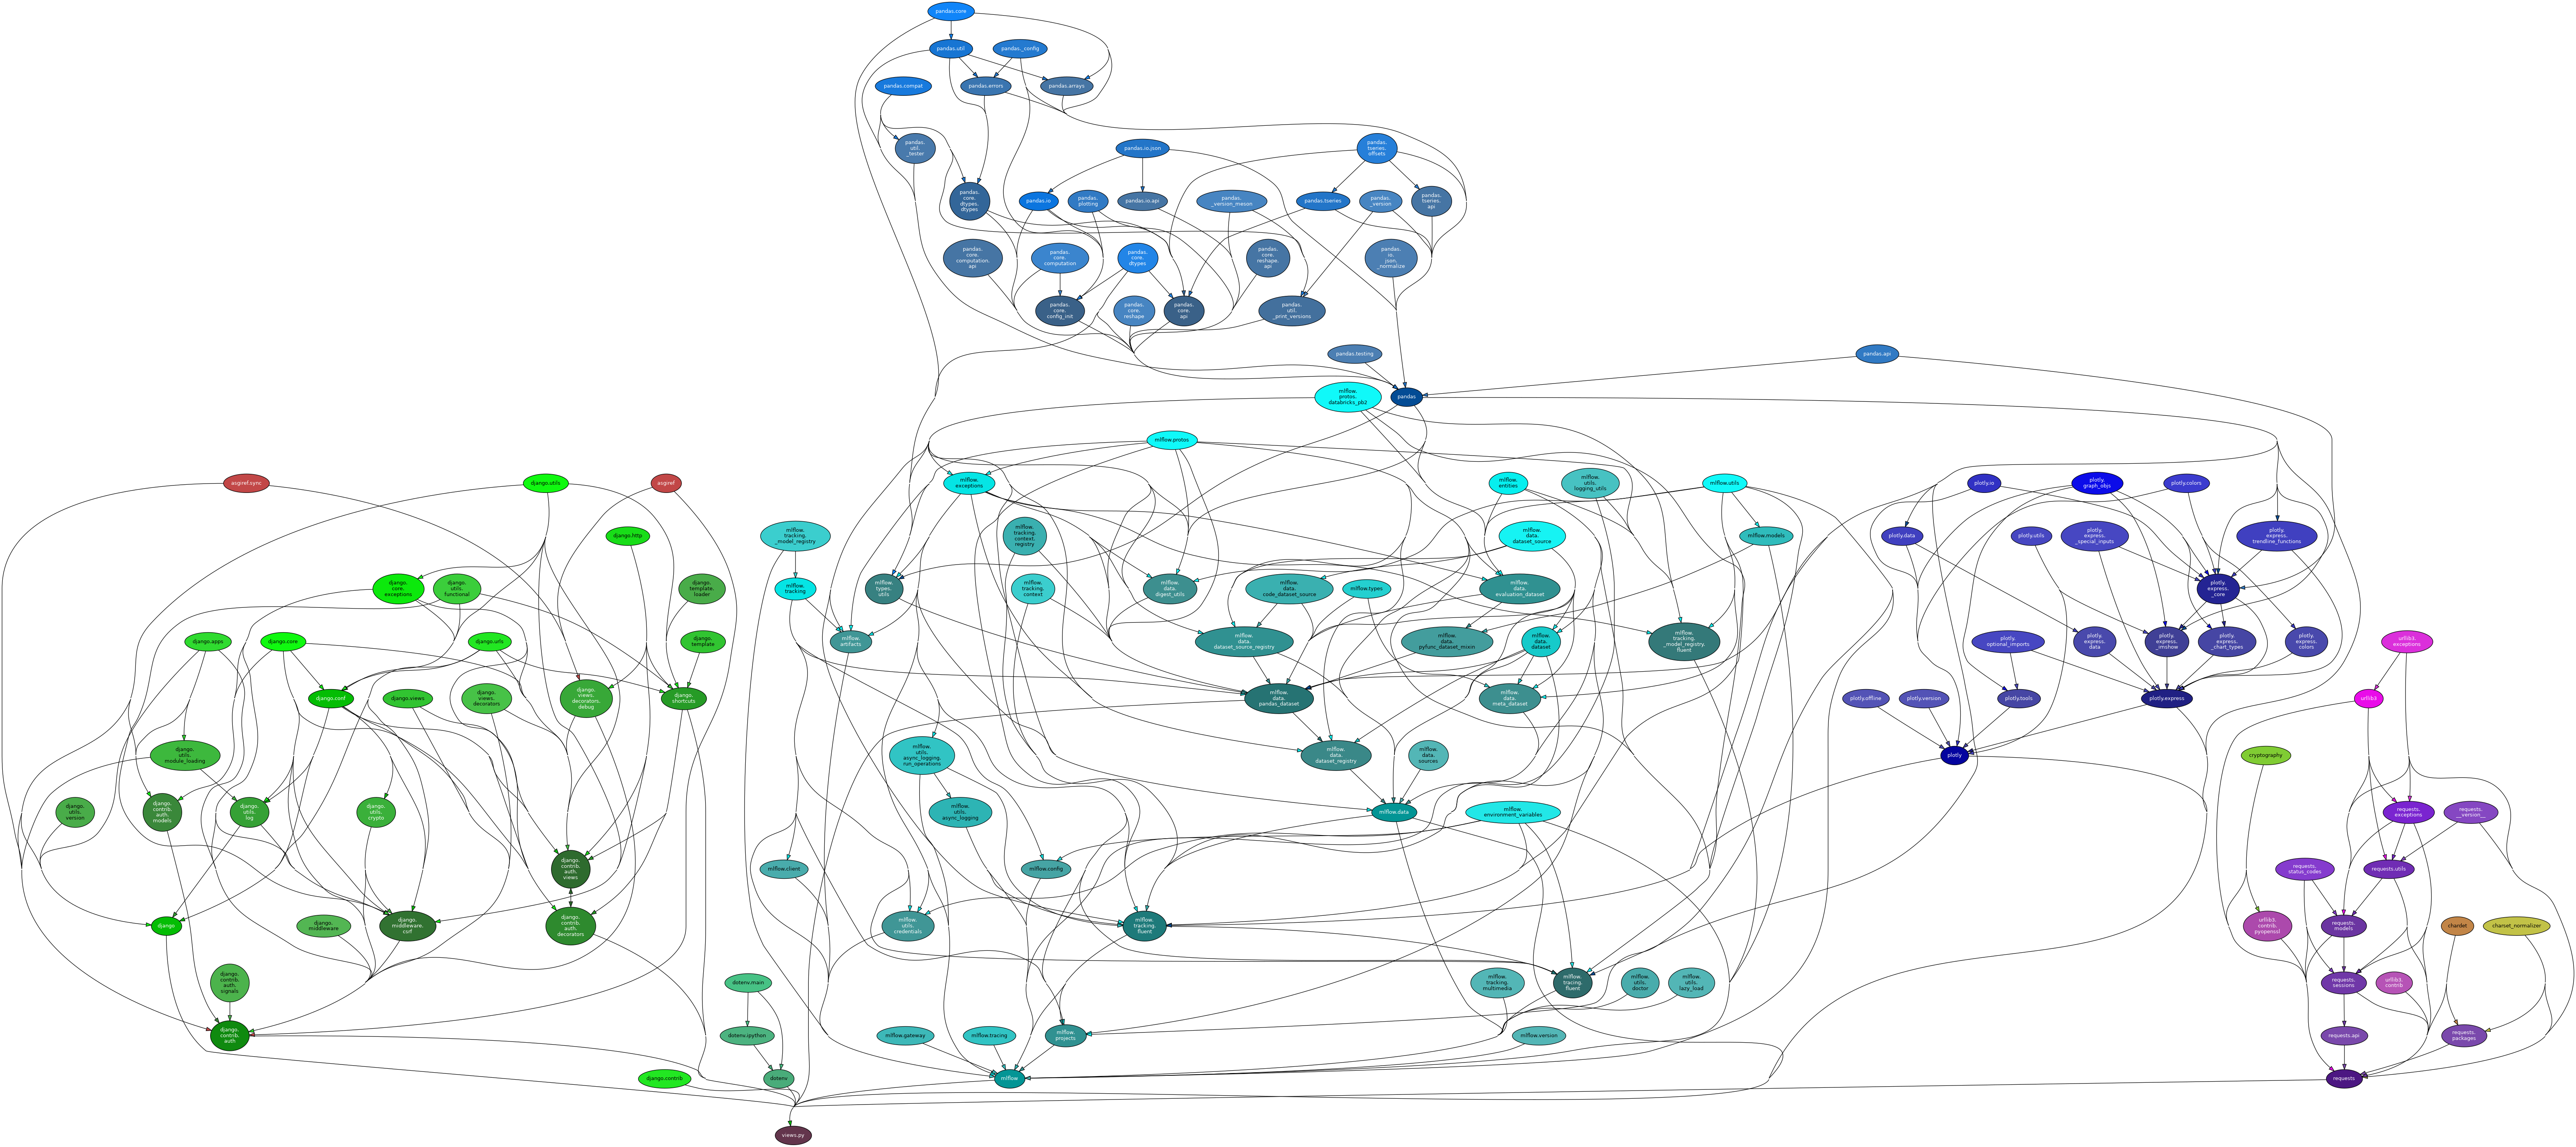 pandas.core
pandas.util
pandas._config
pandas.compat
pandas.errors
pandas.arrays
pandas.
util.
_tester
pandas.io.json
pandas.
tseries.
offsets
pandas.
core.
dtypes.
dtypes
pandas.io
pandas.
plotting
pandas.io.api
pandas.
_version_meson
pandas.tseries
pandas.
_version
pandas.
tseries.
api
pandas.
core.
computation.
api
pandas.
core.
computation
pandas.
core.
dtypes
pandas.
core.
reshape.
api
pandas.
io.
json.
_normalize
pandas.
core.
config_init
pandas.
core.
reshape
pandas.
core.
api
pandas.
util.
_print_versions
pandas.testing
pandas.api
mlflow.
protos.
databricks_pb2
pandas
mlflow.protos
asgiref.sync
django.utils
asgiref
mlflow.
exceptions
mlflow.
entities
mlflow.
utils.
logging_utils
mlflow.utils
plotly.io
plotly.
graph_objs
plotly.colors
django.http
mlflow.
tracking.
_model_registry
mlflow.
tracking.
context.
registry
mlflow.
data.
dataset_source
mlflow.models
plotly.data
plotly.utils
plotly.
express.
_special_inputs
plotly.
express.
trendline_functions
django.
core.
exceptions
django.
utils.
functional
django.
template.
loader
mlflow.
tracking
mlflow.
types.
utils
mlflow.
tracking.
context
mlflow.
data.
digest_utils
mlflow.
data.
code_dataset_source
mlflow.types
mlflow.
data.
evaluation_dataset
plotly.
express.
_core
django.apps
django.core
django.urls
django.
template
mlflow.
artifacts
mlflow.
data.
dataset_source_registry
mlflow.
data.
pyfunc_dataset_mixin
mlflow.
data.
dataset
mlflow.
tracking.
_model_registry.
fluent
plotly.
optional_imports
plotly.
express.
data
plotly.
express.
_imshow
plotly.
express.
_chart_types
plotly.
express.
colors
urllib3.
exceptions
django.conf
django.views
django.
views.
decorators
django.
views.
decorators.
debug
django.
shortcuts
mlflow.
data.
pandas_dataset
mlflow.
data.
meta_dataset
plotly.offline
plotly.version
plotly.tools
plotly.express
urllib3
django.
utils.
module_loading
mlflow.
utils.
async_logging.
run_operations
mlflow.
data.
dataset_registry
mlflow.
data.
sources
plotly
cryptography
django.
utils.
version
django.
contrib.
auth.
models
django.
utils.
log
django.
utils.
crypto
mlflow.
utils.
async_logging
mlflow.data
mlflow.
environment_variables
requests.
exceptions
requests.
__version__
django.
contrib.
auth.
views
mlflow.client
mlflow.config
requests.
status_codes
requests.utils
django
django.
middleware
django.
middleware.
csrf
django.
contrib.
auth.
decorators
mlflow.
utils.
credentials
mlflow.
tracking.
fluent
urllib3.
contrib.
pyopenssl
requests.
models
chardet
charset_normalizer
django.
contrib.
auth.
signals
dotenv.main
mlflow.
tracking.
multimedia
mlflow.
tracing.
fluent
mlflow.
utils.
doctor
mlflow.
utils.
lazy_load
requests.
sessions
urllib3.
contrib
django.
contrib.
auth
dotenv.ipython
mlflow.gateway
mlflow.tracing
mlflow.
projects
mlflow.version
requests.api
requests.
packages
django.contrib
dotenv
mlflow
requests
views.py